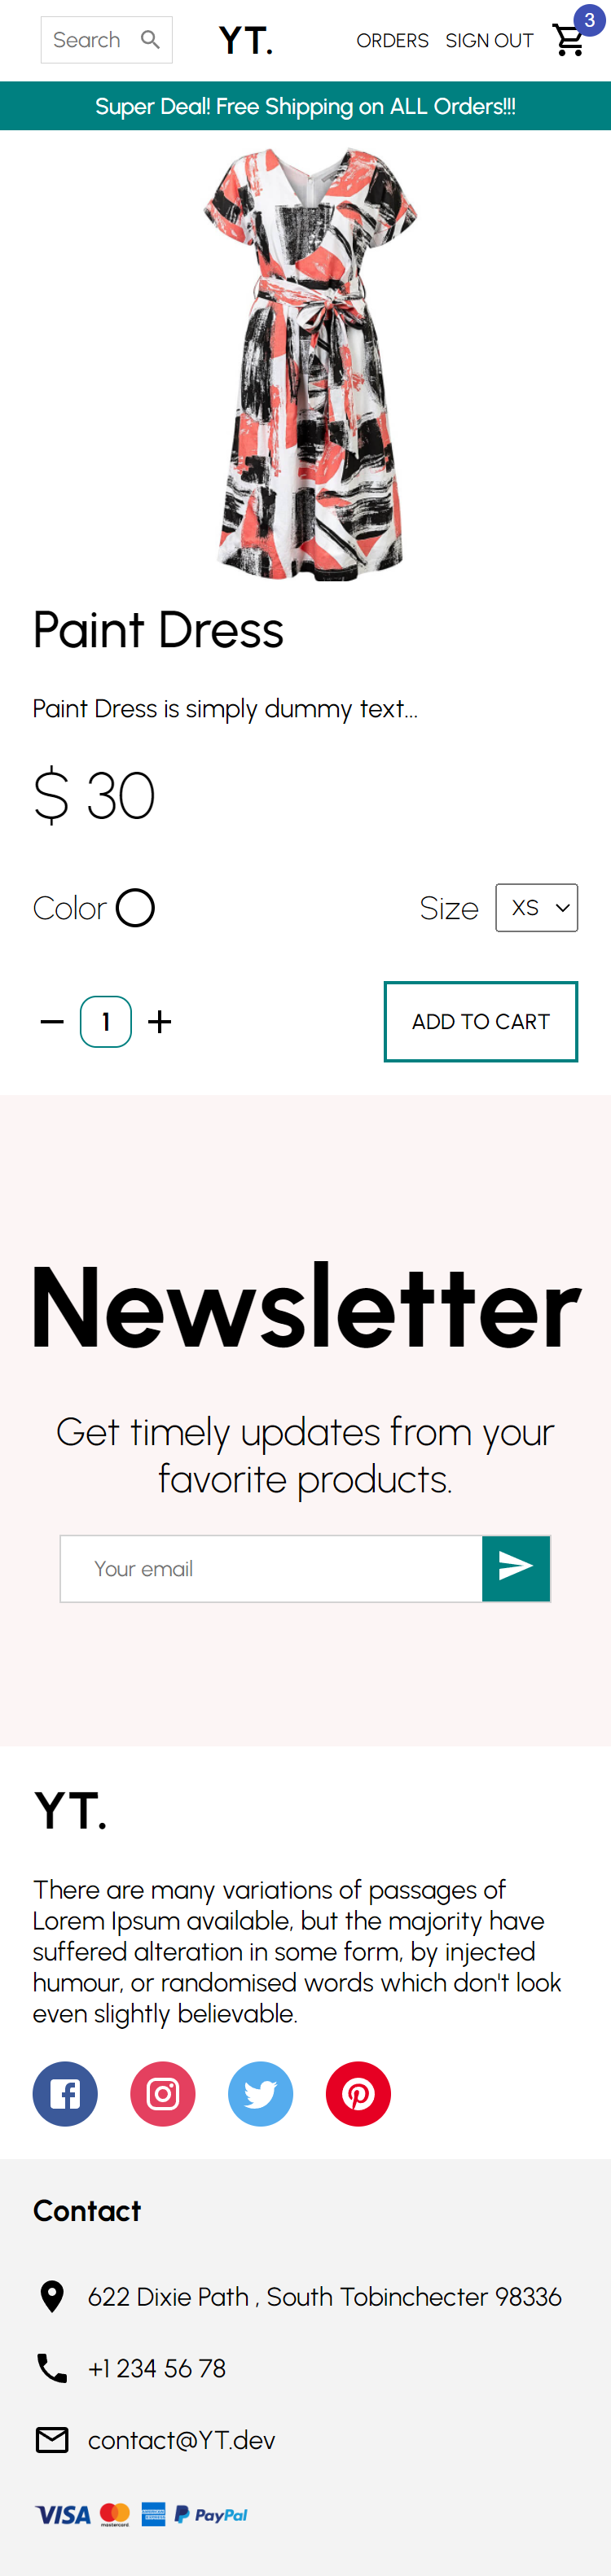 Search
YT.
ORDERS
SIGN OUT
3
Super Deal! Free Shipping on ALL Orders!!!
Paint Dress
Paint Dress is simply dummy text...
$ 30
Color
Size
XS
1
ADD TO CART
Newsletter
Get timely updates from your
favorite products.
Your email
YT.
There are many variations of passages of
Lorem Ipsum available, but the majority have
suffered alteration in some form, by injected
humour, or randomised words which don't look
even slightly believable.
Contact
622 Dixie Path , South Tobinchecter 98336
+1 234 56 78
contact@YT.dev
VISA
mastercard
AMERICAN EXPRESS
PayPal